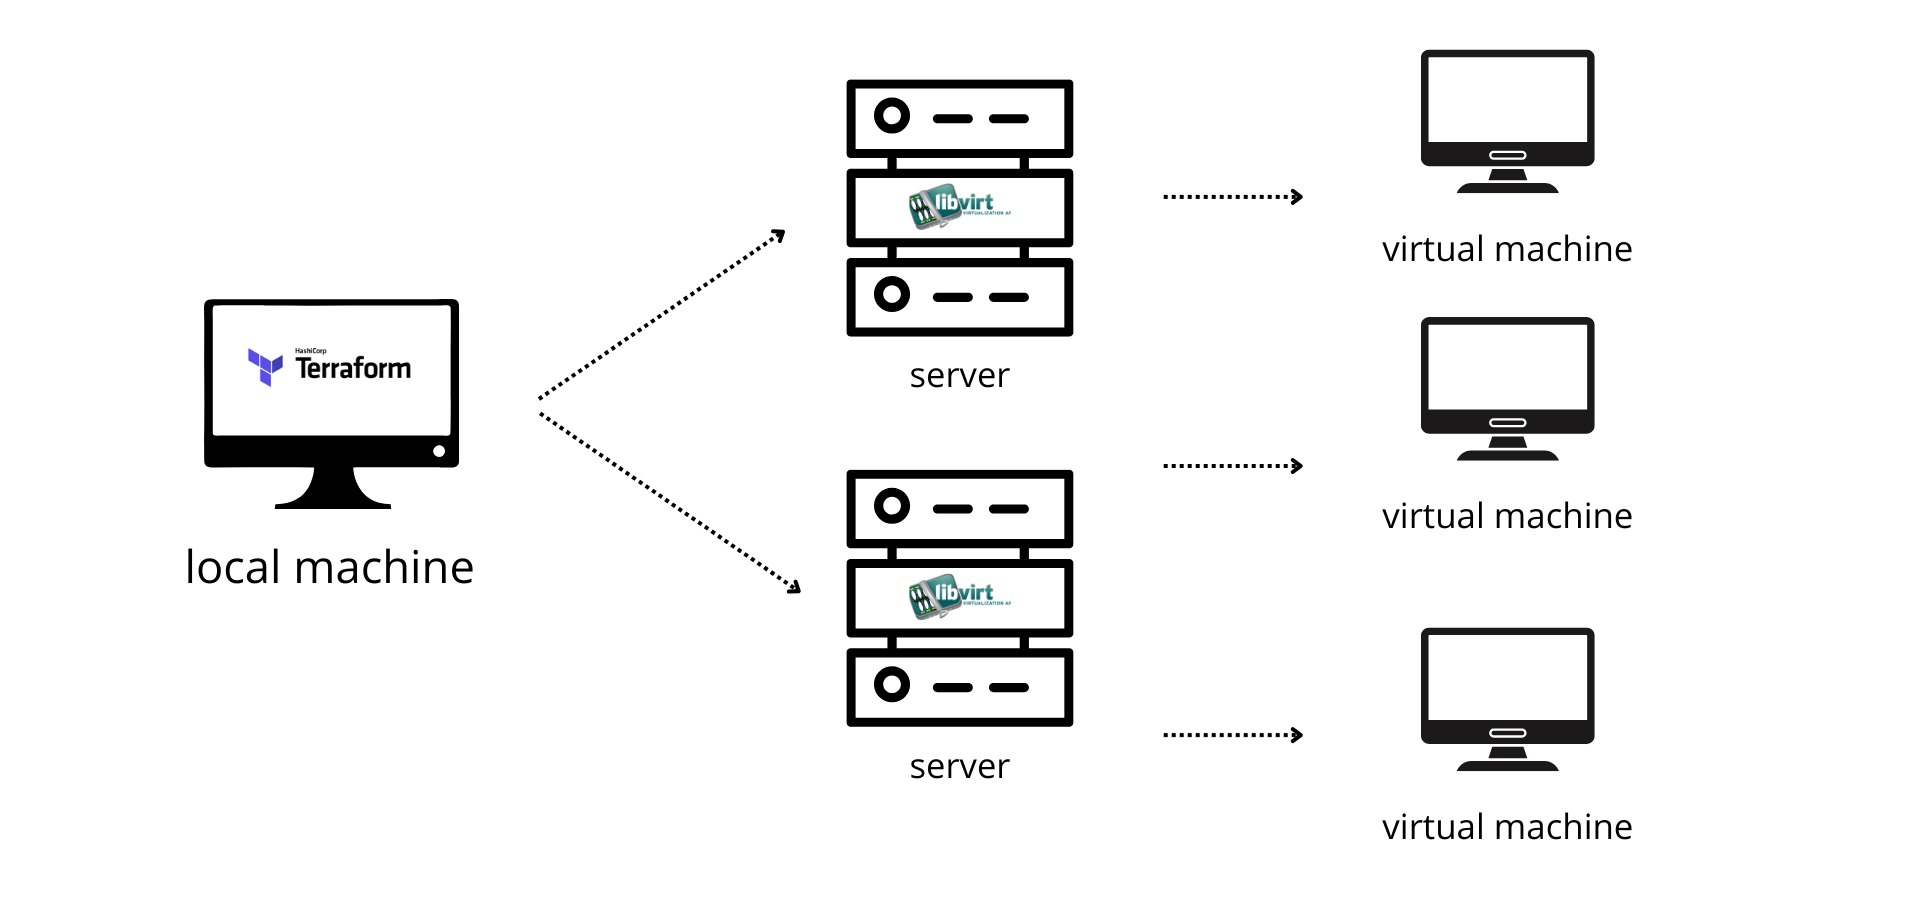 HashiCorp
Terraform
local machine
libvirt
VIRTUALIZATION API
server
libvirt
VIRTUALIZATION API
server
virtual machine
virtual machine
virtual machine